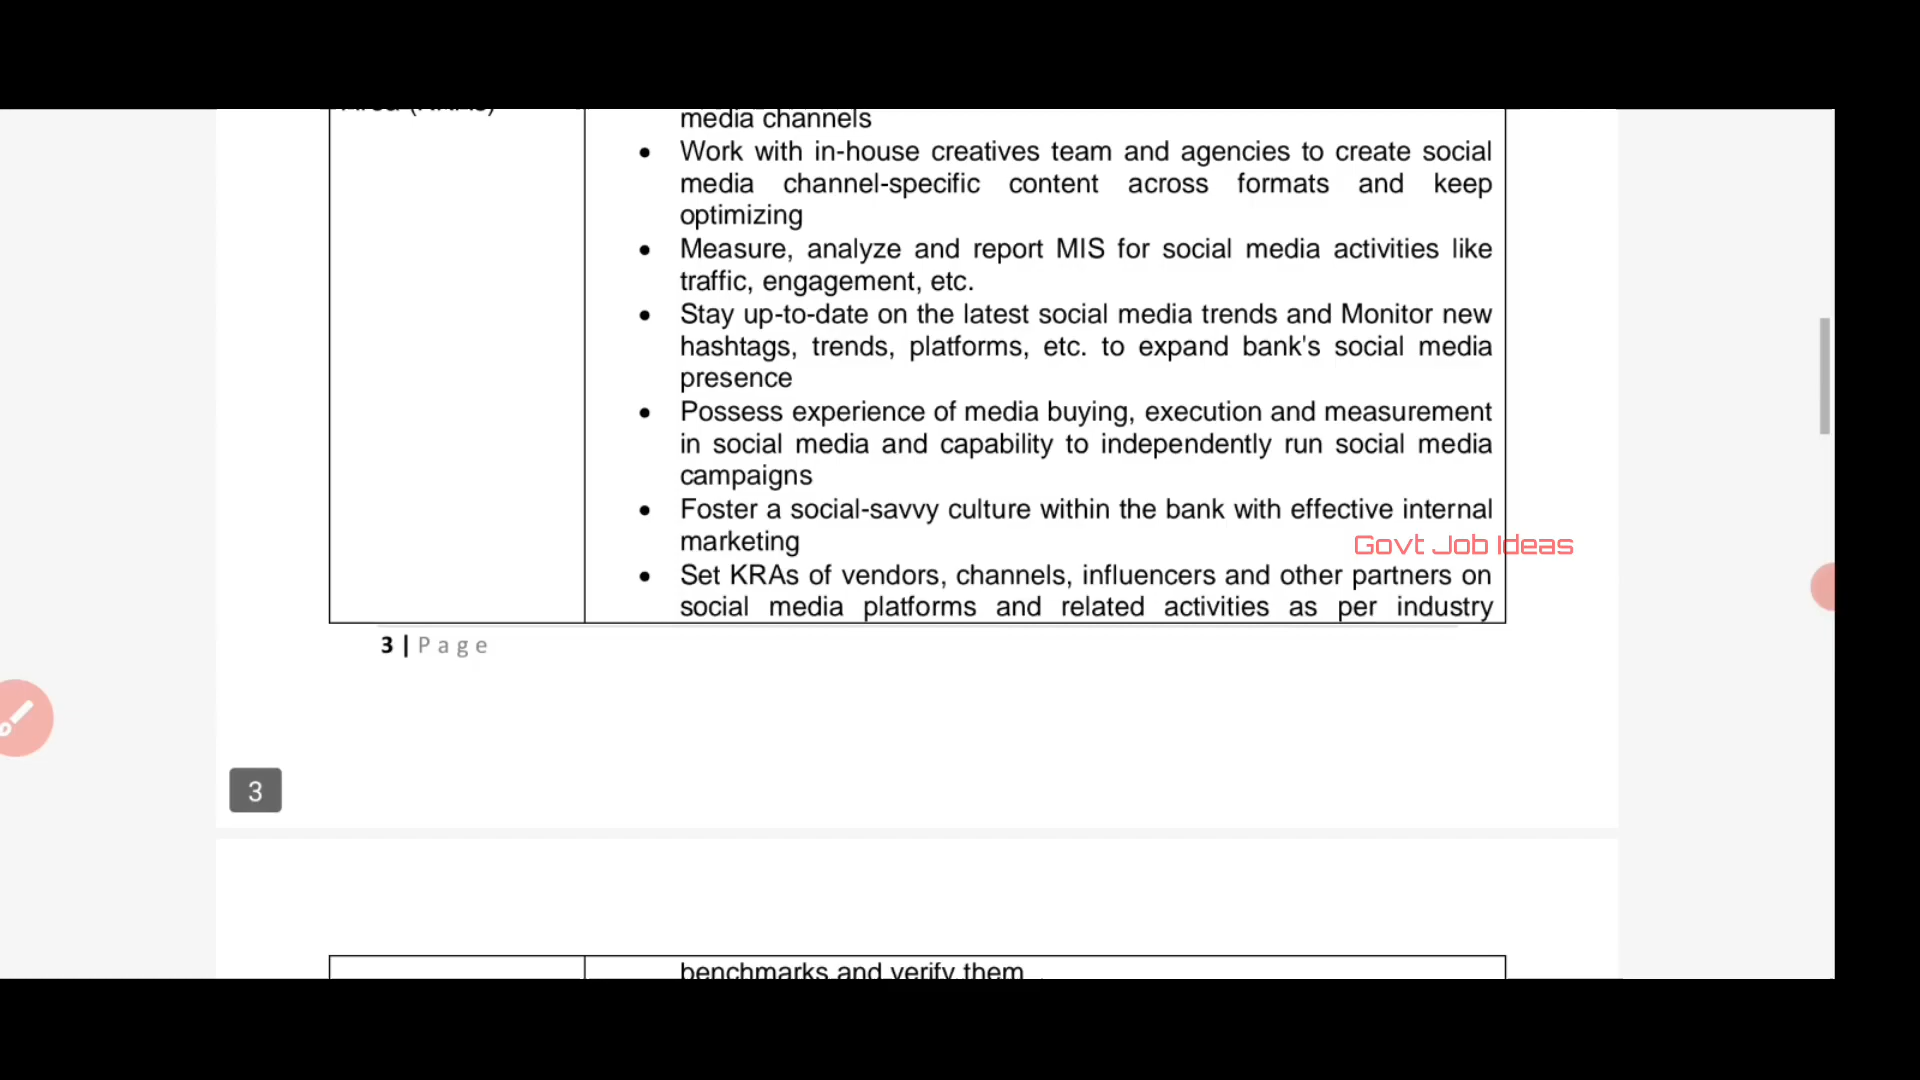 media channels
• Work with in-house creatives team and agencies to create social
media channel-specific content across formats and keep
optimizing
• Measure, analyze and report MIS for social media activities like
traffic, engagement, etc.
• Stay up-to-date on the latest social media trends and Monitor new
hashtags, trends, platforms, etc. to expand bank's social media
presence
• Possess experience of media buying, execution and measurement
in social media and capability to independently run social media
campaigns
• Foster a social-savvy culture within the bank with effective internal
marketing
Govt Job Ideas
• Set KRAs of vendors, channels, influencers and other partners on
social media platforms and related activities as per industry
3 | Page
3
benchmarks and verify them